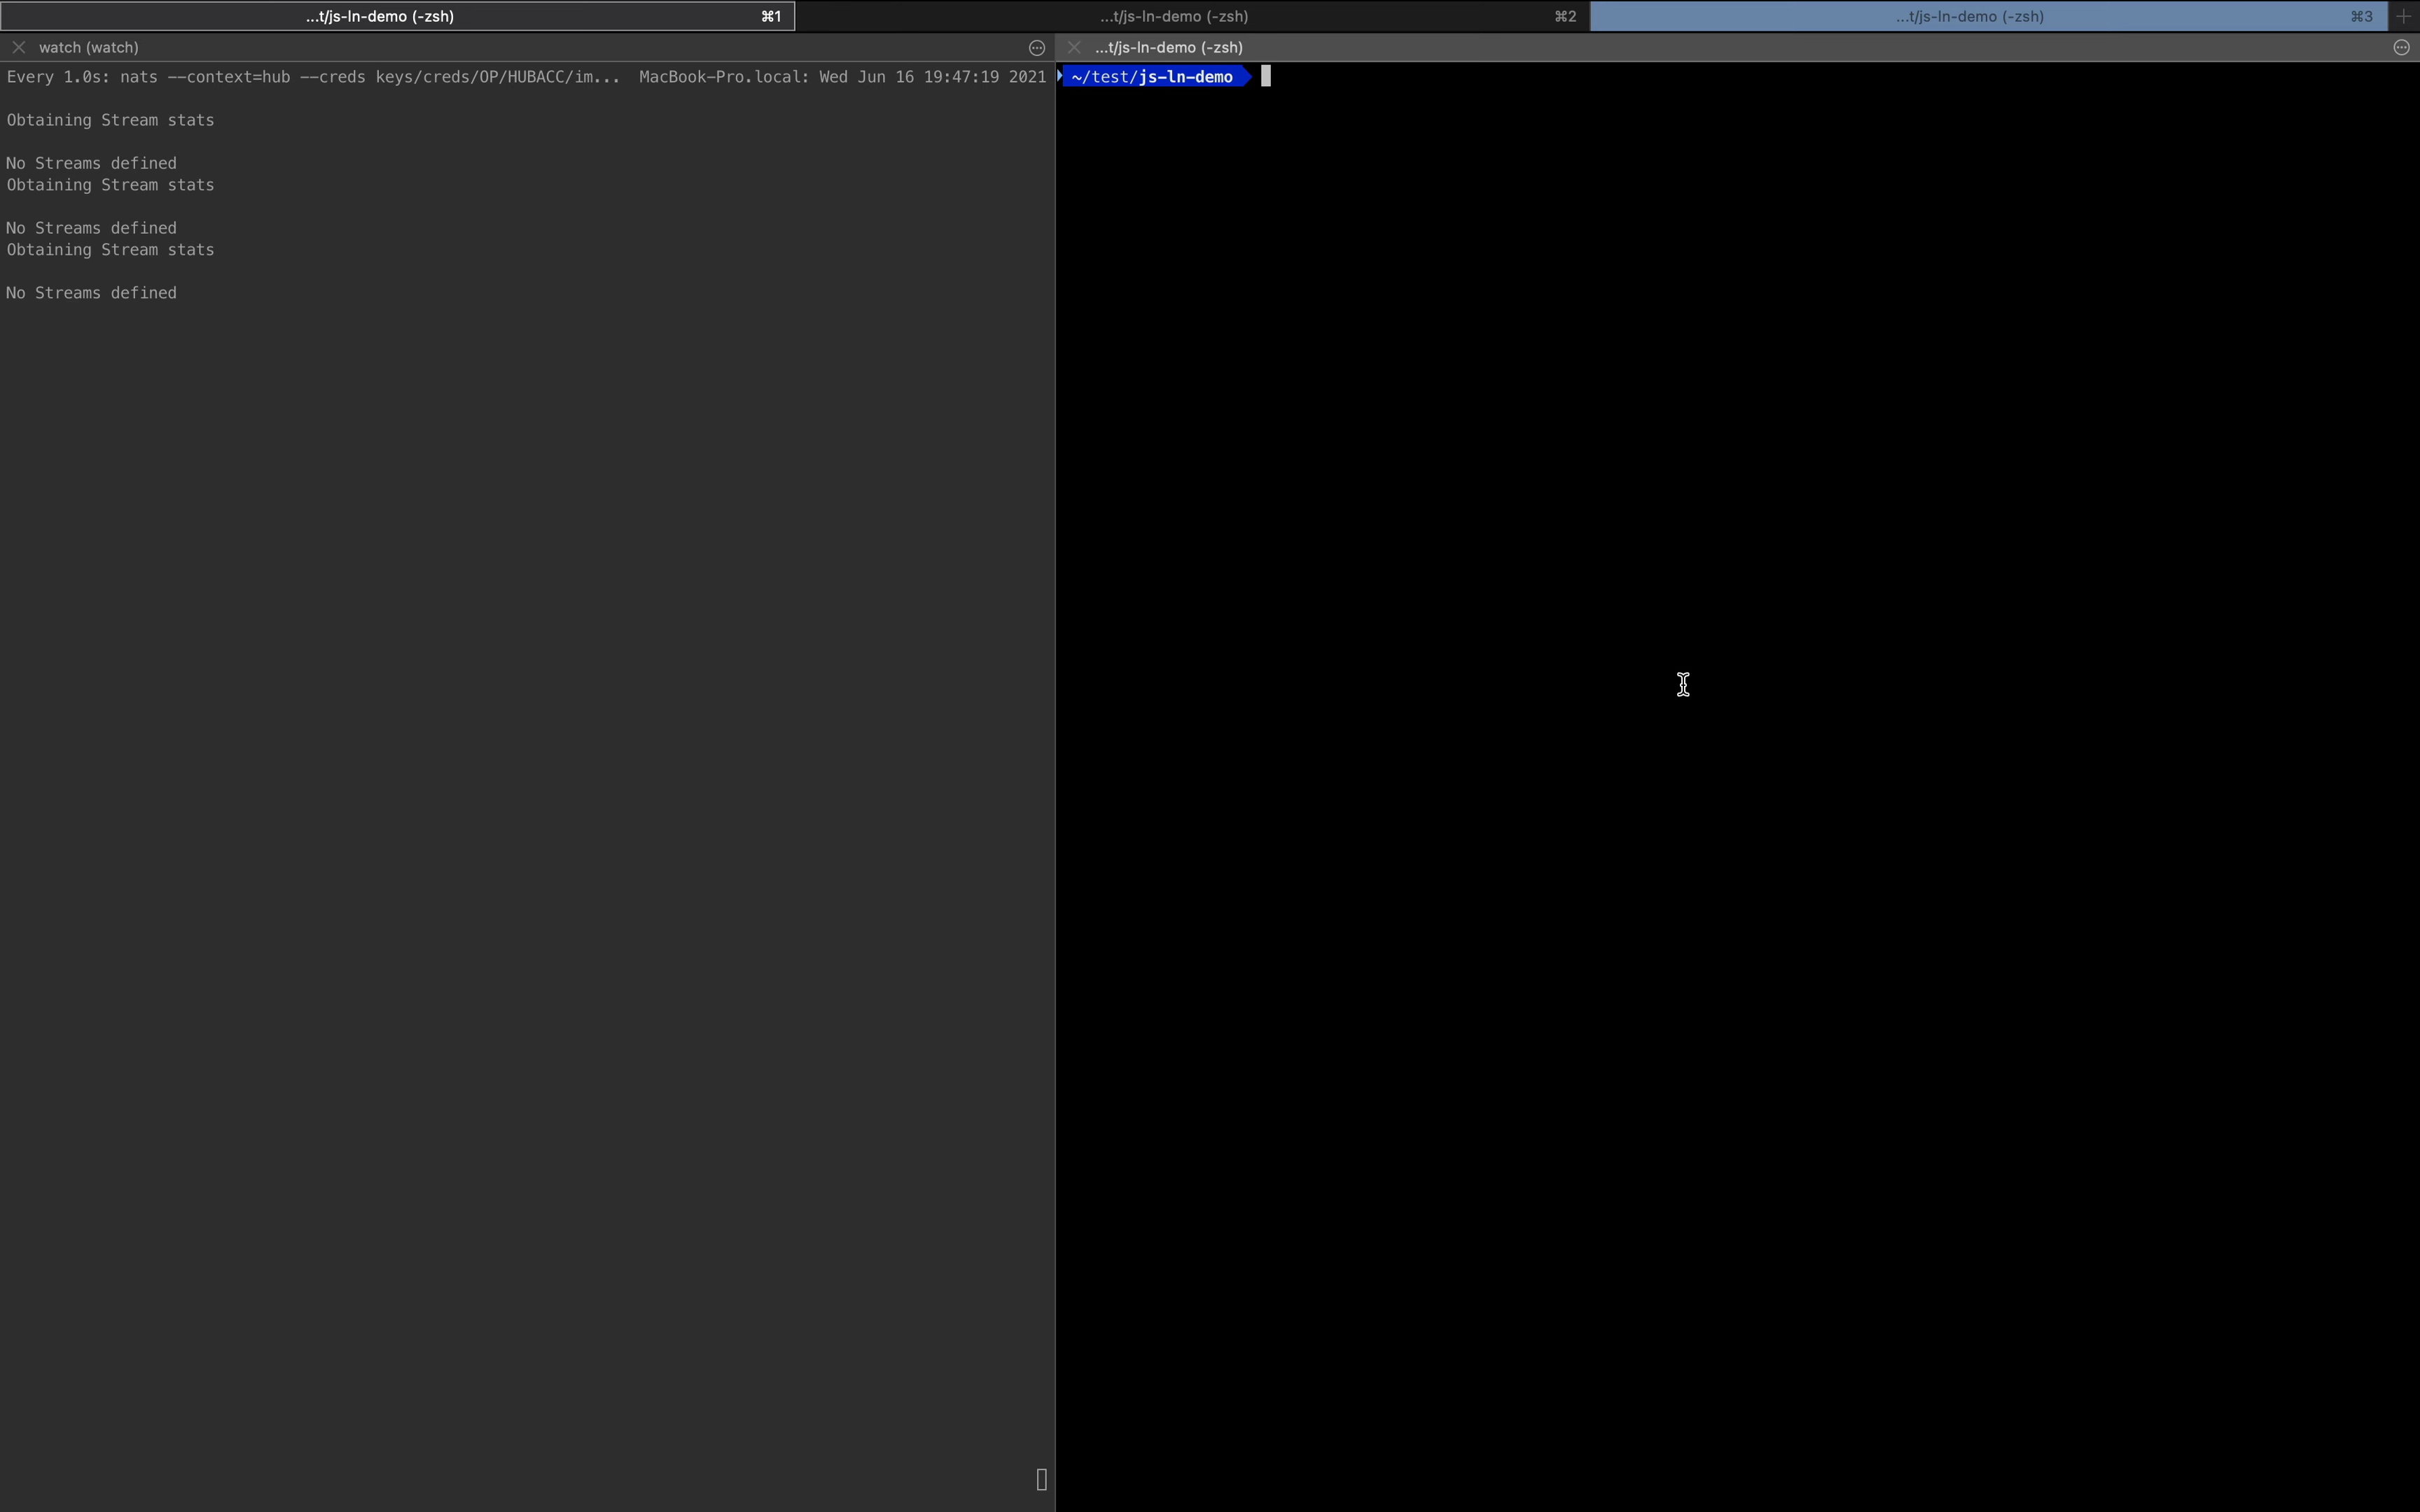 ...t/js-ln-demo (-zsh) ⌘1 ...t/js-ln-demo (-zsh) ⌘2 ...t/js-ln-demo (-zsh) ⌘3 +
watch (watch)
Every 1.0s: nats --context=hub --creds keys/creds/OP/HUBACC/im... MacBook-Pro.local: Wed Jun 16 19:47:19 2021
Obtaining Stream stats
No Streams defined
Obtaining Stream stats
No Streams defined
Obtaining Stream stats
No Streams defined
...t/js-ln-demo (-zsh)
~/test/js-ln-demo